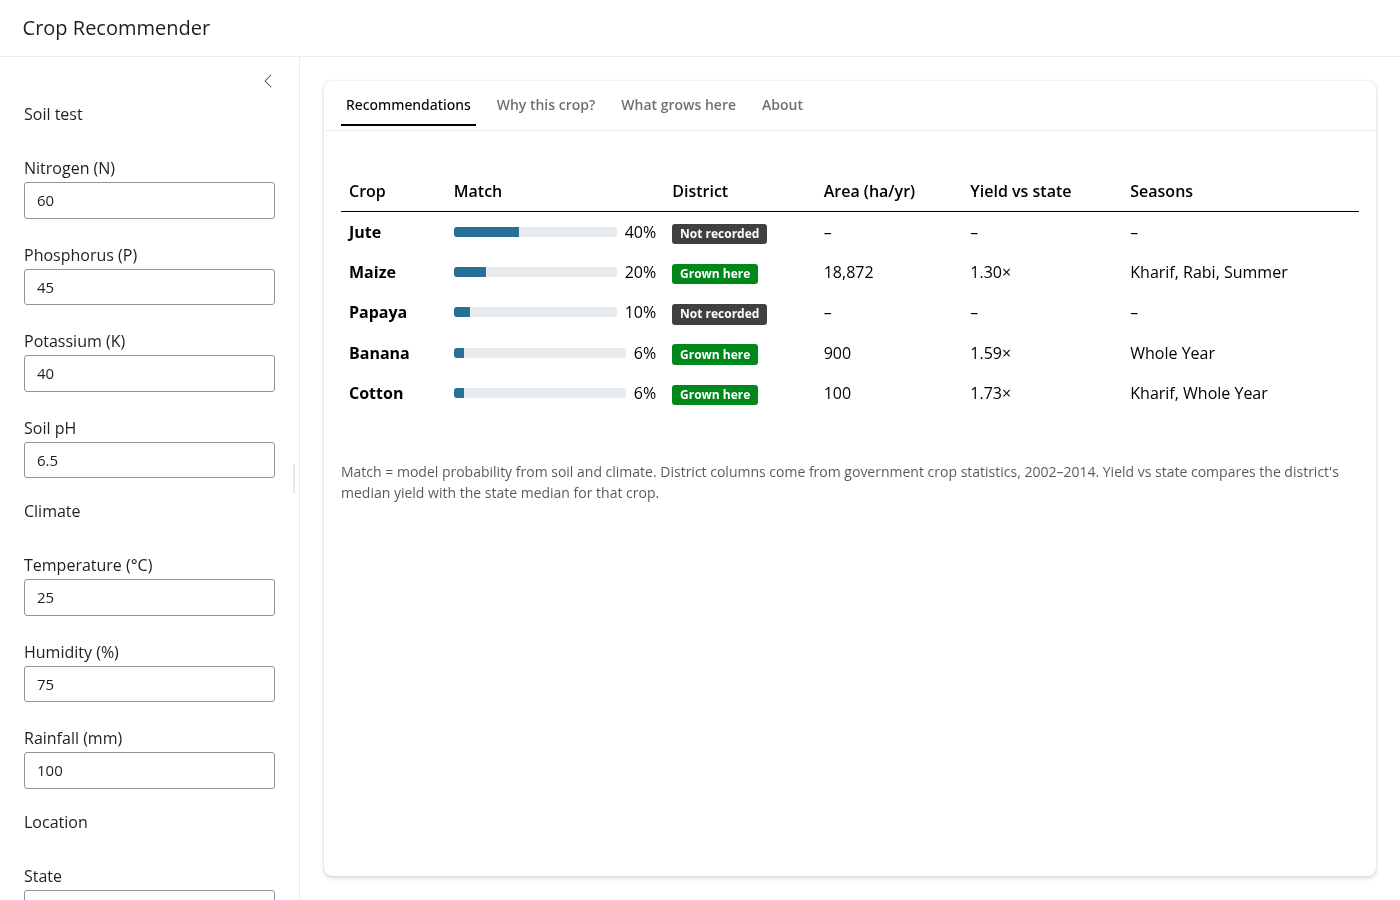 Crop Recommender
Soil test
Nitrogen (N)
60
Phosphorus (P)
45
Potassium (K)
40
Soil pH
6.5
Climate
Temperature (°C)
25
Humidity (%)
75
Rainfall (mm)
100
Location
State
Recommendations Why this crop? What grows here About
Crop Match District Area (ha/yr) Yield vs state Seasons
Jute 40% Not recorded – – –
Maize 20% Grown here 18,872 1.30× Kharif, Rabi, Summer
Papaya 10% Not recorded – – –
Banana 6% Grown here 900 1.59× Whole Year
Cotton 6% Grown here 100 1.73× Kharif, Whole Year
Match = model probability from soil and climate. District columns come from government crop statistics, 2002–2014. Yield vs state compares the district's
median yield with the state median for that crop.